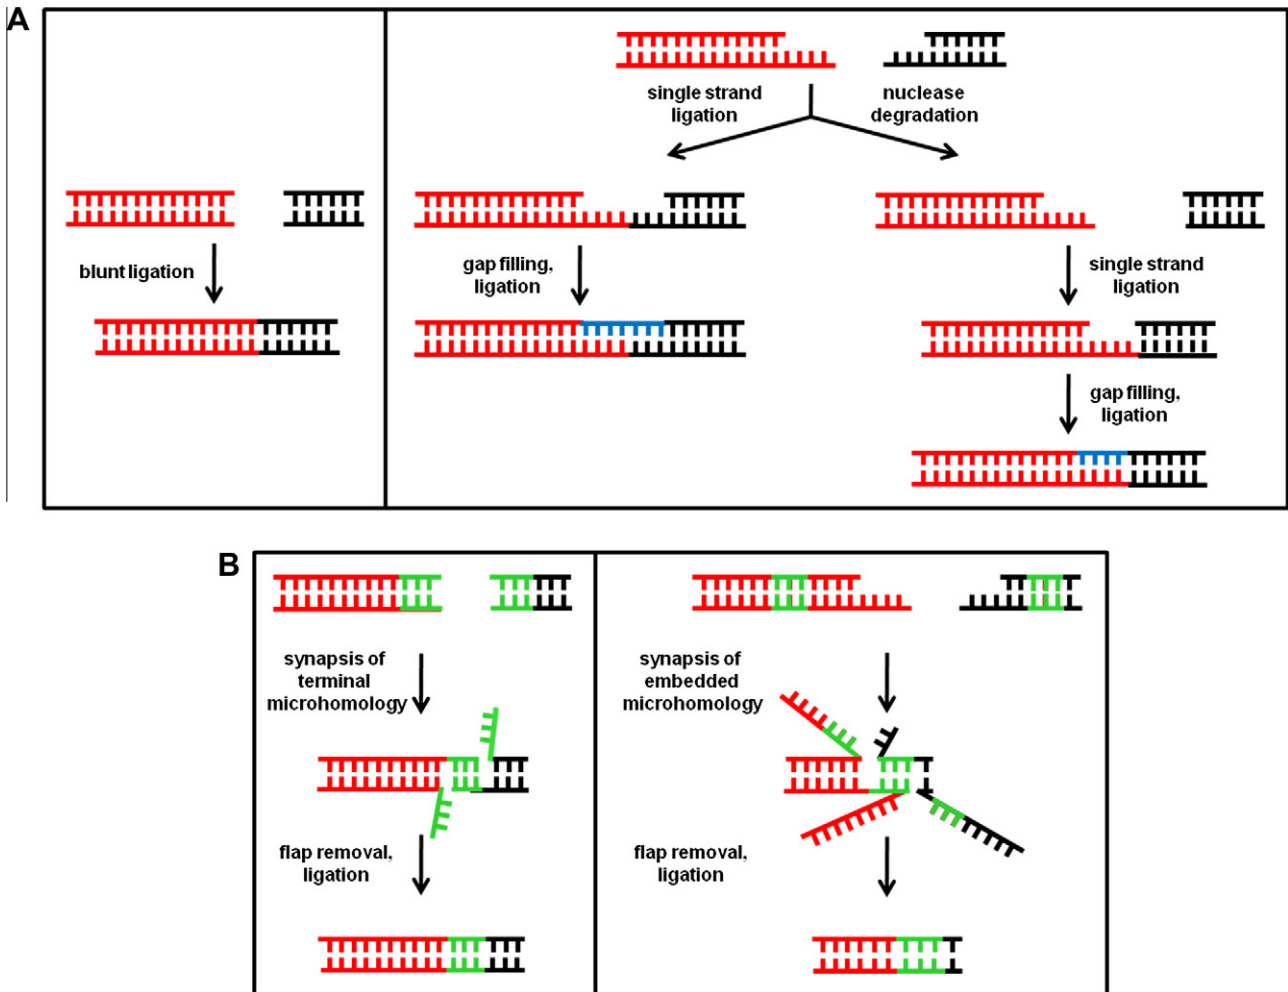 A
single strand
ligation
nuclease
degradation
blunt ligation
gap filling,
ligation
single strand
ligation
gap filling,
ligation
B
synapsis of
terminal
microhomology
flap removal,
ligation
synapsis of
embedded
microhomology
flap removal,
ligation